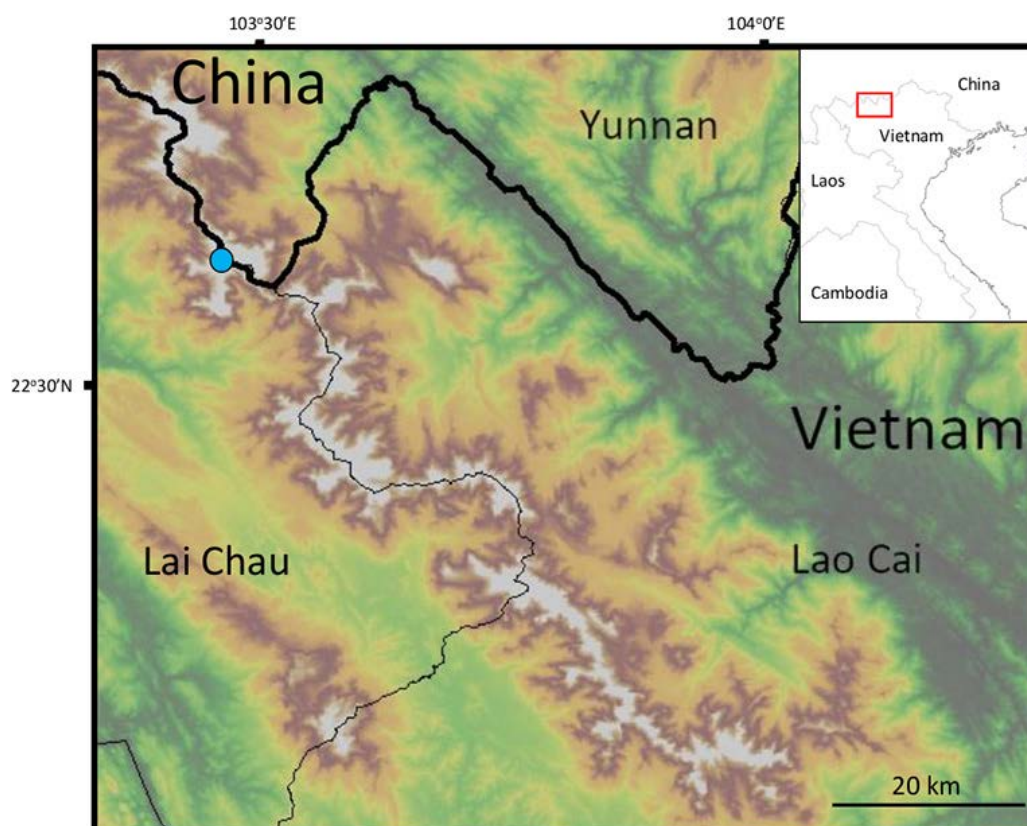 103°30′E
104°0′E
China
Yunnan
China
Vietnam
Laos
Cambodia
22°30′N
Vietnam
Lai Chau
Lao Cai
20 km